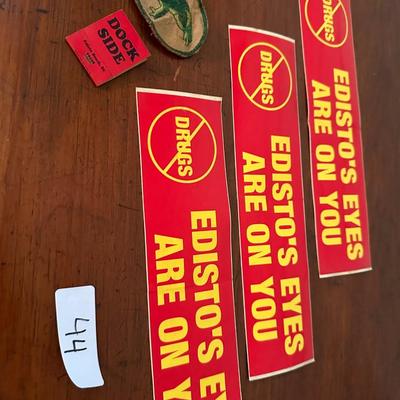 DOCK
SIDE
DRUGS
EDISTO'S EYES
ARE ON Y
DRUGS
EDISTO'S EYES
ARE ON YOU
DRUGS
EDISTO'S EYES
ARE ON YOU
44